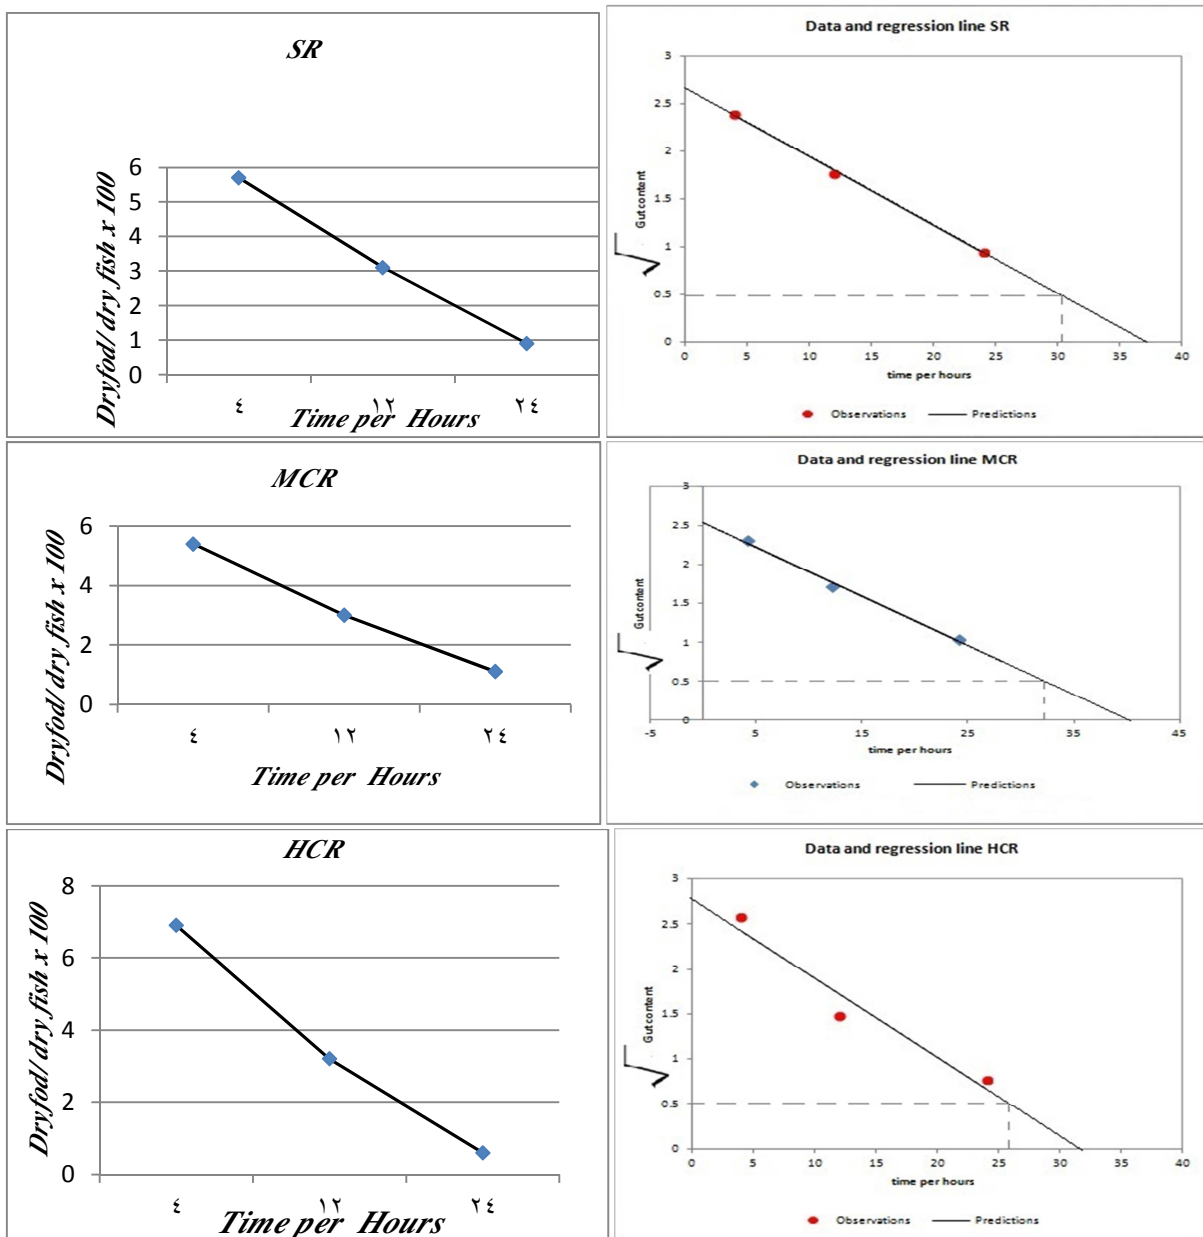 SR
Dryfod/ dry fish x 100
6
5
4
3
2
1
0
٤ ١٢ ٢٤
Time per Hours
Data and regression line SR
√ Gut content
3
2.5
2
1.5
1
0.5
0
0 5 10 15 20 25 30 35 40
time per hours
Observations Predictions
MCR
Dryfod/ dry fish x 100
6
4
2
0
٤ ١٢ ٢٤
Time per Hours
Data and regression line MCR
√ Gut content
3
2.5
2
1.5
1
0.5
0
-5 5 15 25 35 45
time per hours
Observations Predictions
HCR
Dryfod/ dry fish x 100
8
6
4
2
0
٤ ١٢ ٢٤
Time per Hours
Data and regression line HCR
√ Gut content
3
2.5
2
1.5
1
0.5
0
0 5 10 15 20 25 30 35 40
time per hours
Observations Predictions